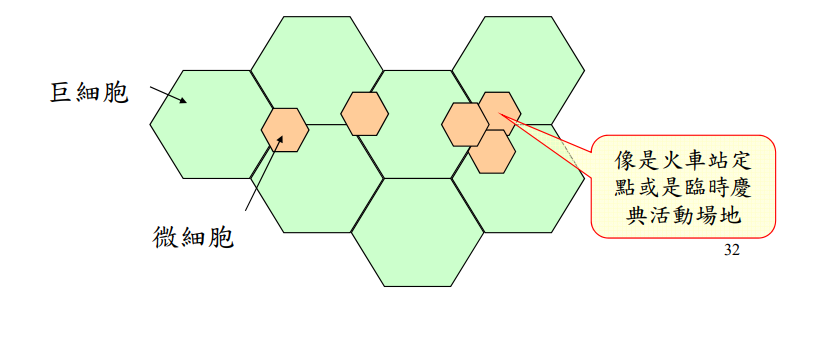 巨細胞
微細胞
像是火車站定
點或是臨時慶
典活動場地
32